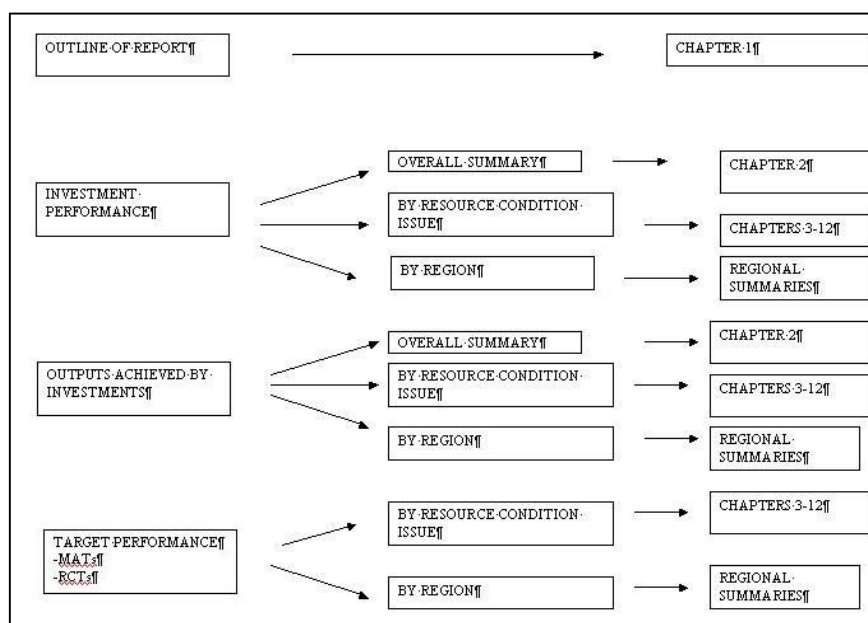 OUTLINE·OF·REPORT¶
CHAPTER·1¶
OVERALL·SUMMARY¶
CHAPTER·2¶
INVESTMENT·
PERFORMANCE¶
BY·RESOURCE·CONDITION·
ISSUE¶
CHAPTERS·3-12¶
BY·REGION¶
REGIONAL·
SUMMARIES¶
OVERALL·SUMMARY¶
CHAPTER·2¶
OUTPUTS·ACHIEVED·BY·
INVESTMENTS¶
BY·RESOURCE·CONDITION·
ISSUE¶
CHAPTERS·3-12¶
BY·REGION¶
REGIONAL·
SUMMARIES¶
TARGET·PERFORMANCE¶
-MATs¶
-RCTs¶
BY·RESOURCE·CONDITION·
ISSUE¶
CHAPTERS·3-12¶
BY·REGION¶
REGIONAL·
SUMMARIES¶